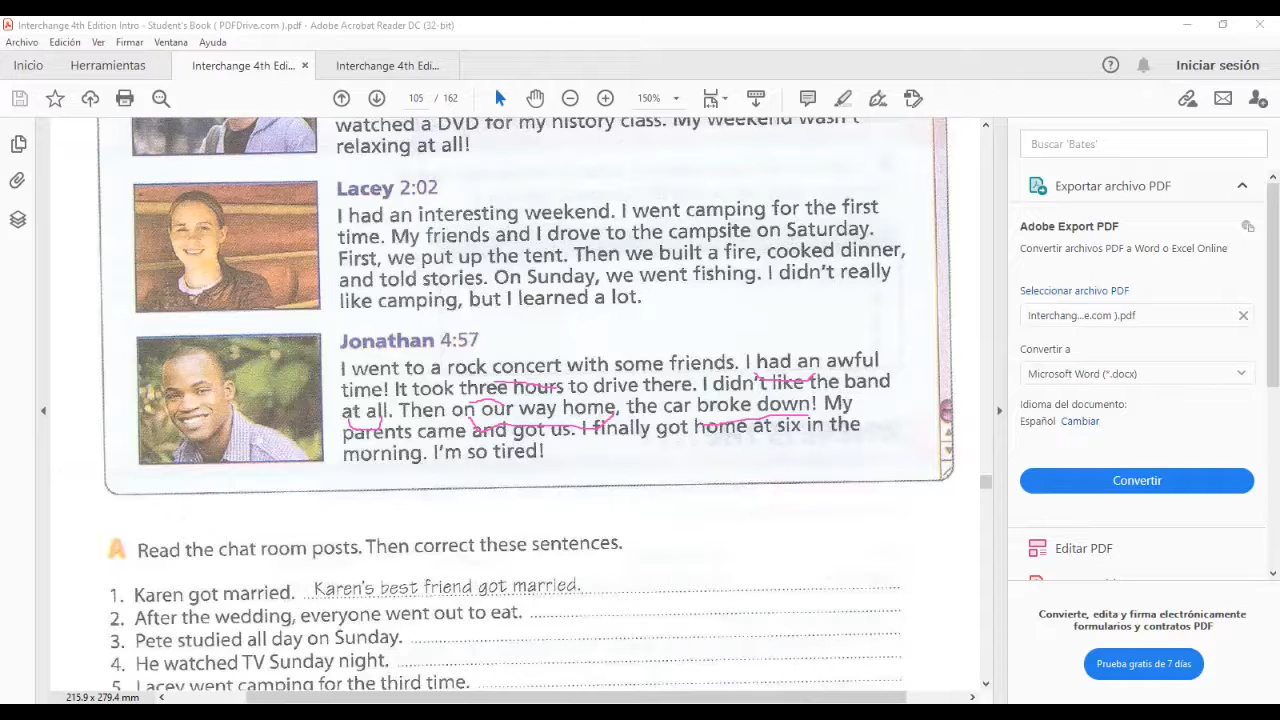 Interchange 4th Edition Intro - Student's Book ( PDFDrive.com ).pdf - Adobe Acrobat Reader DC (32-bit)
Archivo Edición Ver Firmar Ventana Ayuda
Inicio Herramientas Interchange 4th Edi... × Interchange 4th Edi... Iniciar sesión
105 / 162 150%
watched a DVD for my history class. My weekend wasn't
relaxing at all!
Lacey 2:02
I had an interesting weekend. I went camping for the first
time. My friends and I drove to the campsite on Saturday.
First, we put up the tent. Then we built a fire, cooked dinner,
and told stories. On Sunday, we went fishing. I didn't really
like camping, but I learned a lot.
Jonathan 4:57
I went to a rock concert with some friends. I had an awful
time! It took three hours to drive there. I didn't like the band
at all. Then on our way home, the car broke down! My
parents came and got us. I finally got home at six in the
morning. I'm so tired!
A Read the chat room posts. Then correct these sentences.
1. Karen got married. Karen's best friend got married.
2. After the wedding, everyone went out to eat.
3. Pete studied all day on Sunday.
4. He watched TV Sunday night.
5. Lacey went camping for the third time.
215.9 x 279.4 mm
Buscar 'Bates'
Exportar archivo PDF
Adobe Export PDF
Convertir archivos PDF a Word o Excel Online
Seleccionar archivo PDF
Interchang...e.com ).pdf
Convertir a
Microsoft Word (*.docx)
Idioma del documento:
Español Cambiar
Convertir
Editar PDF
Convierte, edita y firma electrónicamente
formularios y contratos PDF
Prueba gratis de 7 días